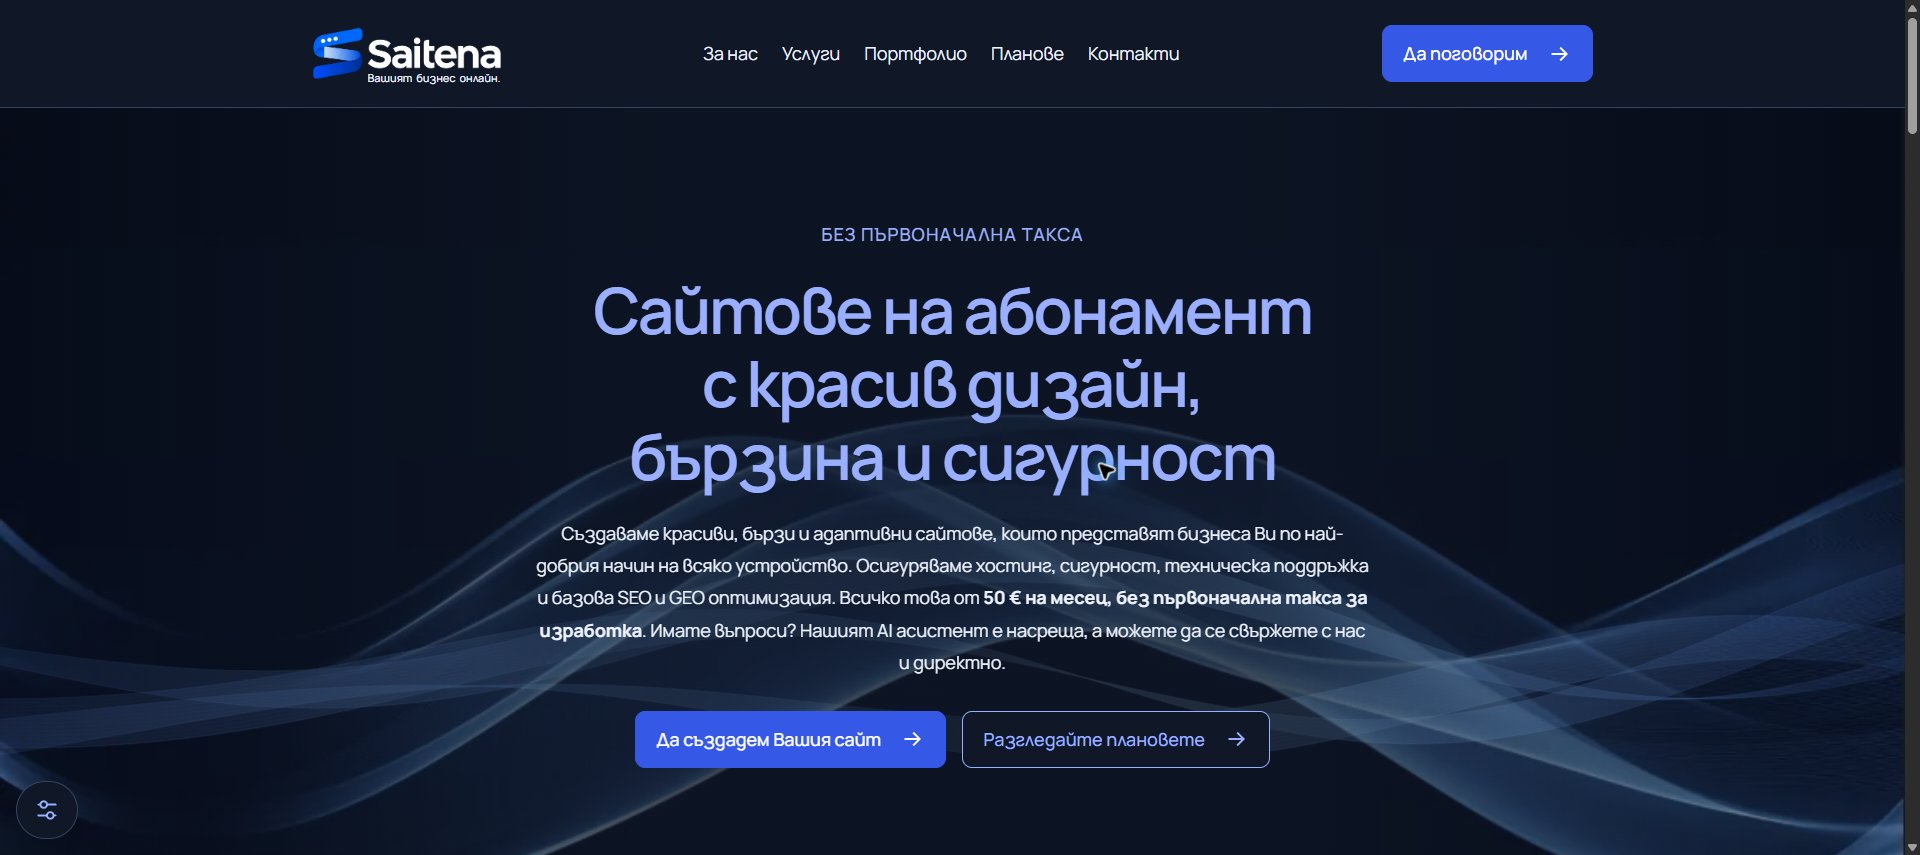 Saitena
Вашият бизнес онлайн.
За нас
Услуги
Портфолио
Планове
Контакти
Да поговорим
БЕЗ ПЪРВОНАЧАЛНА ТАКСА
Сайтове на абонамент
с красив дизайн,
бързина и сигурност
Създаваме красиви, бързи и адаптивни сайтове, които представят бизнеса Ви по най-
добрия начин на всяко устройство. Осигуряваме хостинг, сигурност, техническа поддръжка
и базова SEO и GEO оптимизация. Всичко това от 50 € на месец, без първоначална такса за
изработка. Имате въпроси? Нашият AI асистент е насреща, а можете да се свържете с нас
и директно.
Да създадем Вашия сайт
Разгледайте плановете